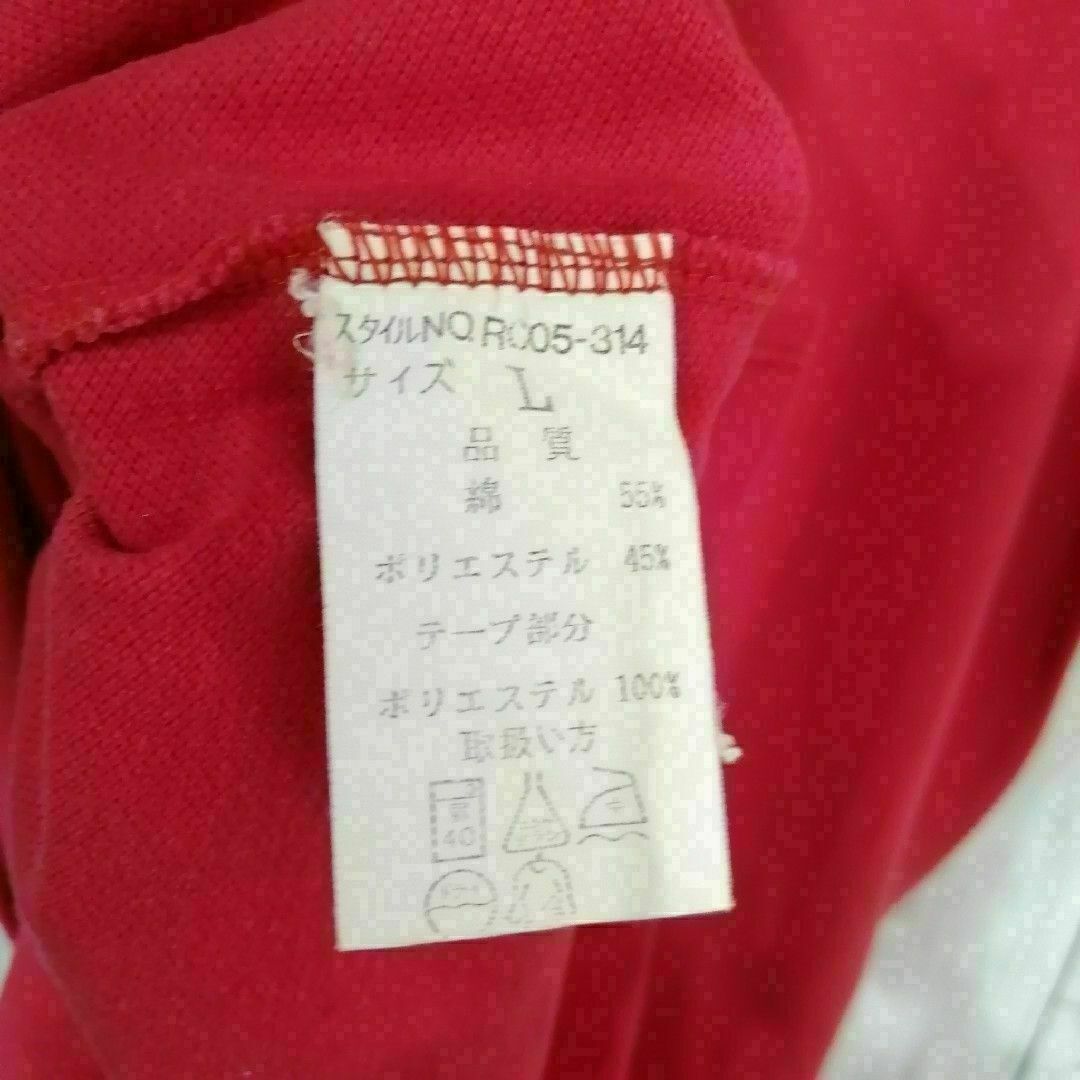 スタイルNO.RC05-314
サイズ L
品 質
綿 55%
ポリエステル 45%
テープ部分
ポリエステル 100%
取扱い方
40